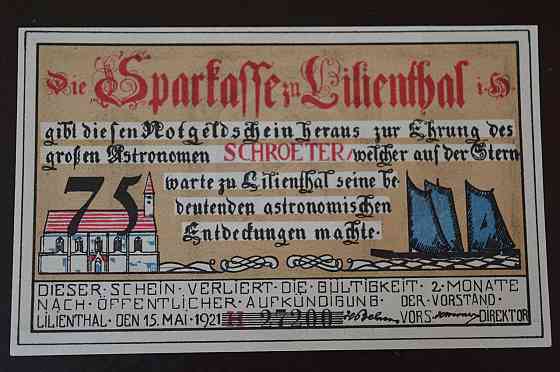 Die Sparkasse zu Lilienthal i·H·
gibt diesen Notgeldschein heraus zur Ehrung des
großen Astronomen SCHROETER, welcher auf der Stern
warte zu Lilienthal seine be-
deutenden astronomischen
Entdeckungen machte·
75
DIESER·SCHEIN·VERLIERT·DIE·GÜLTIGKEIT·2·MONATE
NACH·ÖFFENTLICHER·AUFKÜNDIGUNG· DER·VORSTAND·
LILIENTHAL·DEN 15.MAI·1921 H 27200 VORS· DIREKTOR